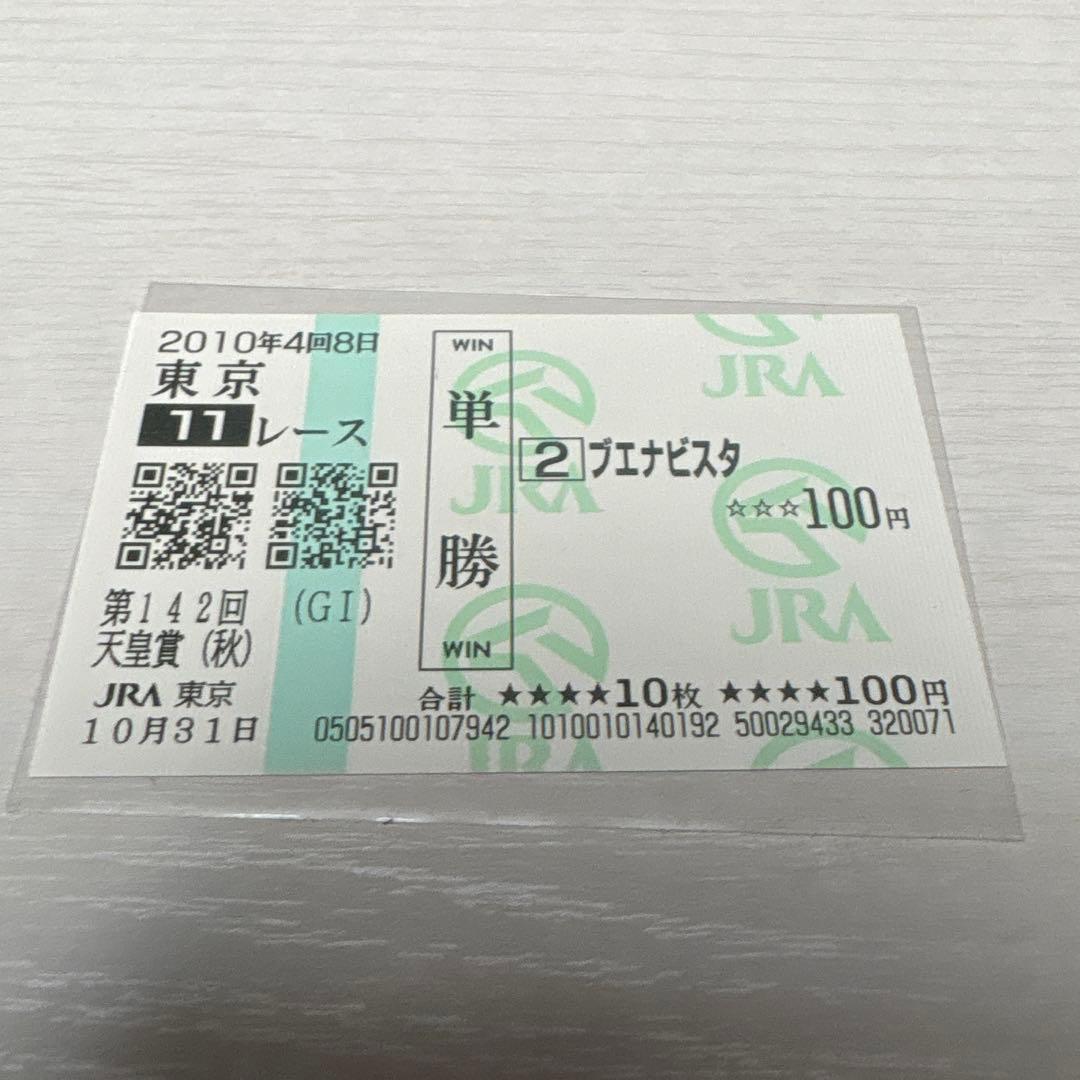 2010年4回8日
東京
11レース
第142回 (GI)
天皇賞(秋)
JRA 東京
10月31日
WIN
単勝
WIN
2 ブエナビスタ
☆☆☆100円
合計 ★★★★10枚 ★★★★100円
0505100107942 1010010140192 50029433 320071
JRA
JRA
JRA
JRA